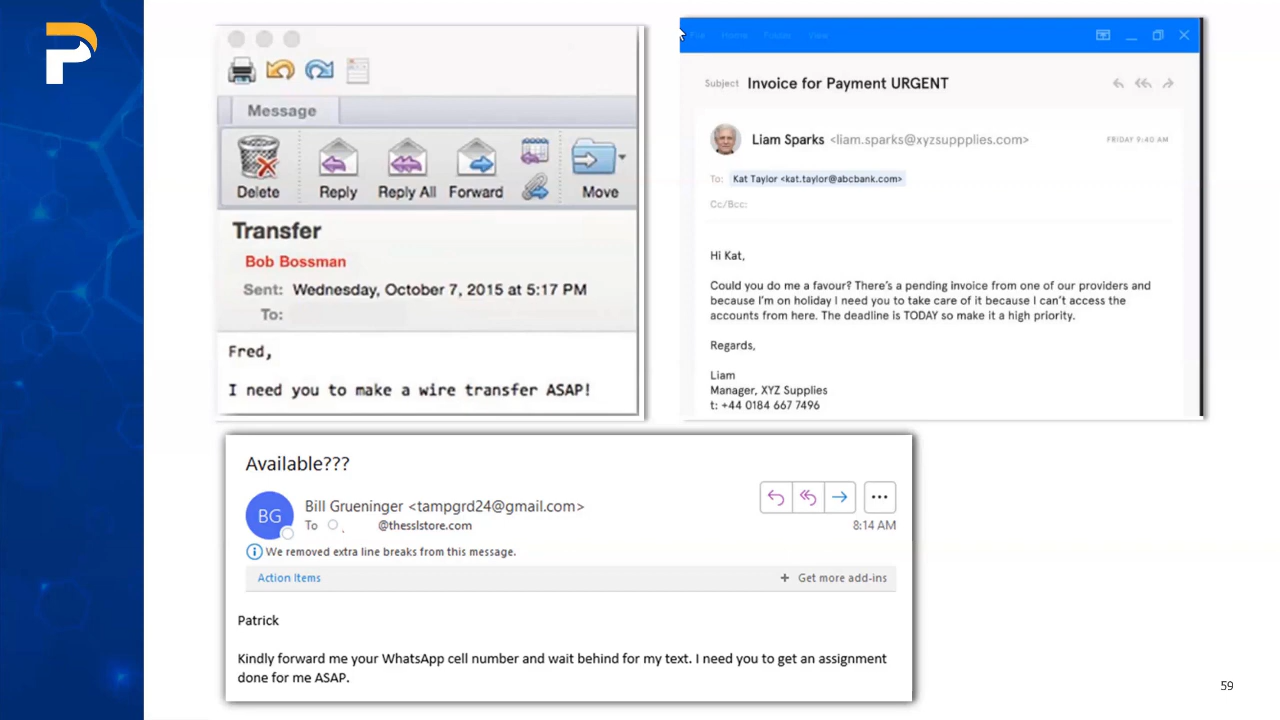 Message
Delete
Reply
Reply All
Forward
Move
Transfer
Bob Bossman
Sent: Wednesday, October 7, 2015 at 5:17 PM
To:
Fred,
I need you to make a wire transfer ASAP!
File Home Folder View
Subject Invoice for Payment URGENT
Liam Sparks <liam.sparks@xyzsuppplies.com>
FRIDAY 9:40 AM
To: Kat Taylor <kat.taylor@abcbank.com>
Cc/Bcc:
Hi Kat,
Could you do me a favour? There's a pending invoice from one of our providers and
because I'm on holiday I need you to take care of it because I can't access the
accounts from here. The deadline is TODAY so make it a high priority.
Regards,
Liam
Manager, XYZ Supplies
t: +44 0184 667 7496
Available???
BG
Bill Grueninger <tampgrd24@gmail.com>
To @thesslstore.com
8:14 AM
We removed extra line breaks from this message.
Action Items
+ Get more add-ins
Patrick
Kindly forward me your WhatsApp cell number and wait behind for my text. I need you to get an assignment
done for me ASAP.
59